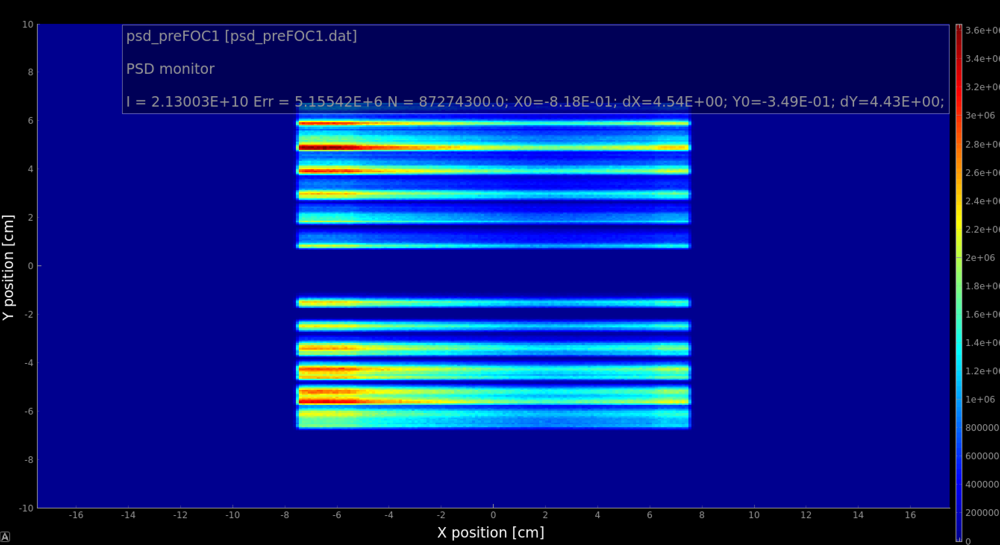 psd_preFOC1 [psd_preFOC1.dat]
PSD monitor
I = 2.13003E+10 Err = 5.15542E+6 N = 87274300.0; X0=-8.18E-01; dX=4.54E+00; Y0=-3.49E-01; dY=4.43E+00;
10
8
6
4
2
0
-2
-4
-6
-8
-10
Y position [cm]
-16 -14 -12 -10 -8 -6 -4 -2 0 2 4 6 8 10 12 14 16
X position [cm]
3.6e+06
3.4e+06
3.2e+06
3e+06
2.8e+06
2.6e+06
2.4e+06
2.2e+06
2e+06
1.8e+06
1.6e+06
1.4e+06
1.2e+06
1e+06
800000
600000
400000
200000
0
A